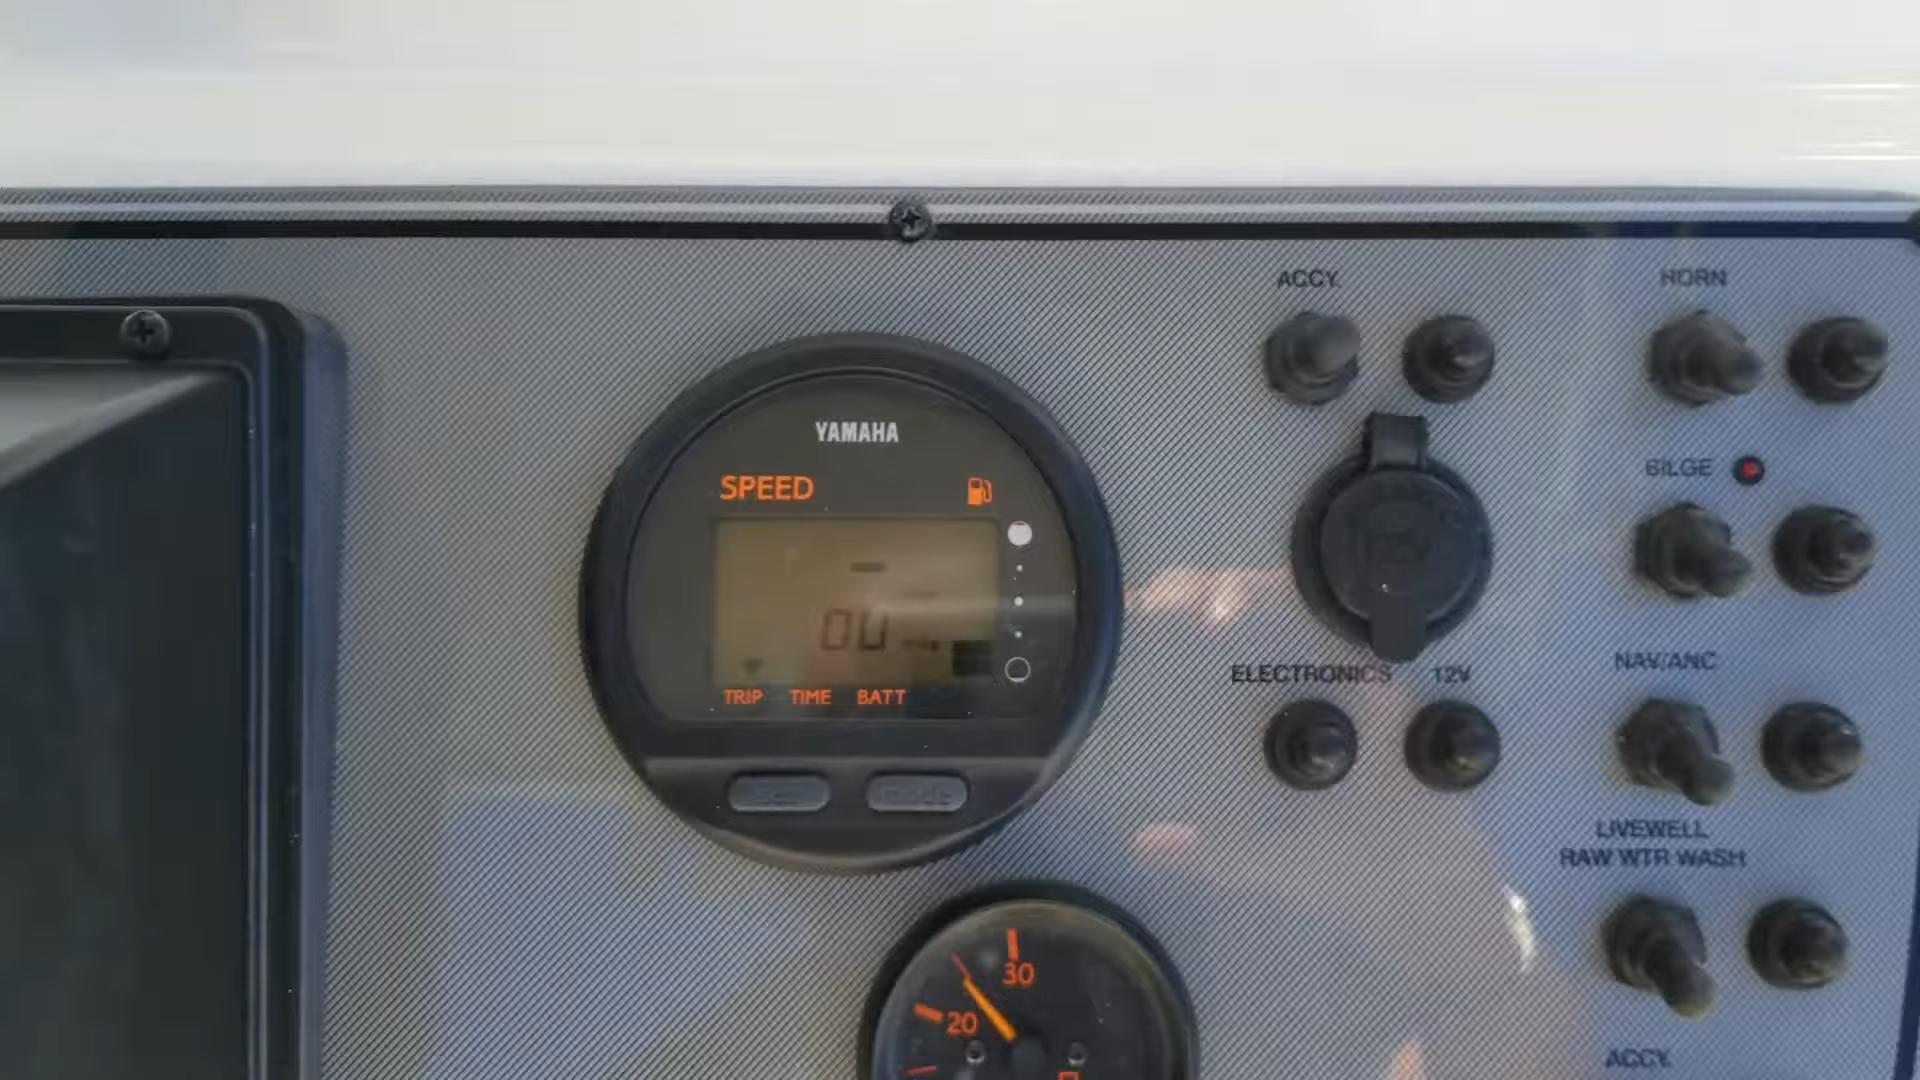 ACCY.
HORN
YAMAHA
BILGE
SPEED
ELECTRONICS 12V
NAV/ANC
TRIP TIME BATT
LIVEWELL
RAW WTR WASH
30
20
ACCY.